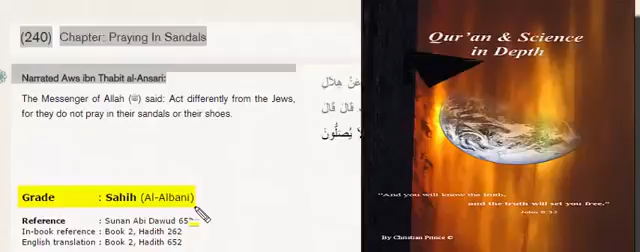 (240) Chapter: Praying In Sandals
Narrated Aws ibn Thabit al-Ansari:
The Messenger of Allah (ﷺ) said: Act differently from the Jews,
for they do not pray in their sandals or their shoes.
هِلاَلِ
قَالَ قَالَ
يُصَلُّونَ
Grade : Sahih (Al-Albani)
Reference : Sunan Abi Dawud 65
In-book reference : Book 2, Hadith 262
English translation : Book 2, Hadith 652
Qur'an & Science
in Depth
"And you will know the truth,
and the truth will set you free."
John 8:32
By Christian Prince ©